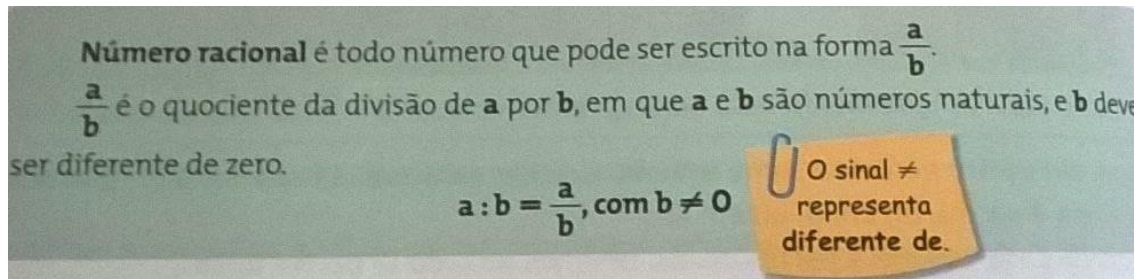 Número racional é todo número que pode ser escrito na forma a/b.
a/b é o quociente da divisão de a por b, em que a e b são números naturais, e b deve
ser diferente de zero.
a : b = a/b, com b ≠ 0
O sinal ≠
representa
diferente de.